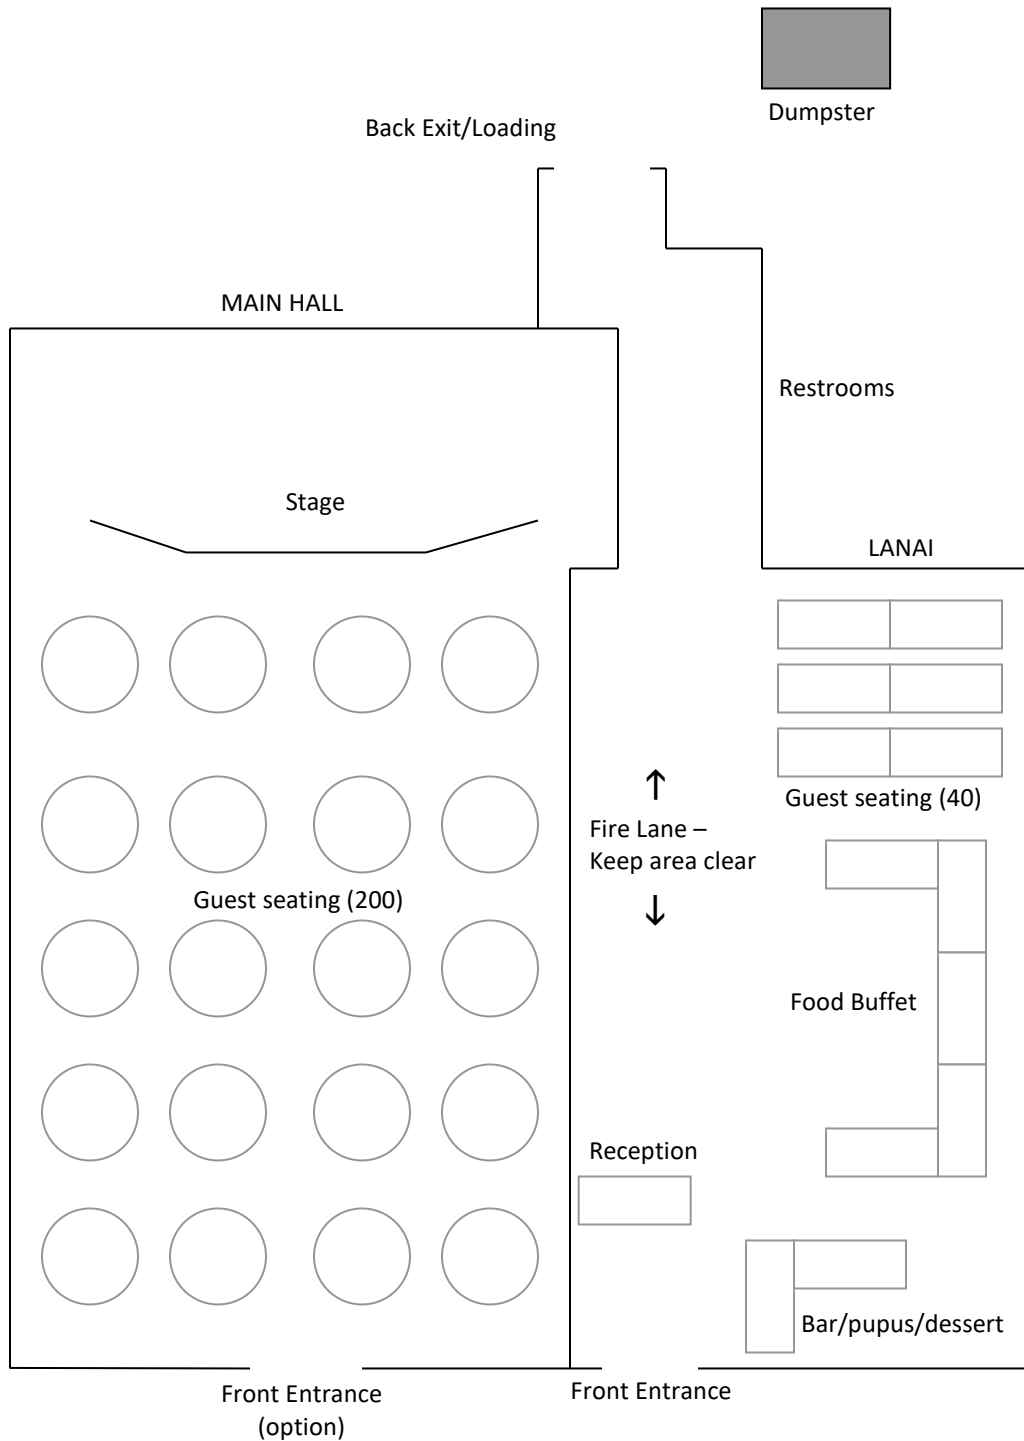 Dumpster
Back Exit/Loading
MAIN HALL
Restrooms
Stage
LANAI
Guest seating (40)
Fire Lane –
Keep area clear
Guest seating (200)
Food Buffet
Reception
Bar/pupus/dessert
Front Entrance
(option)
Front Entrance